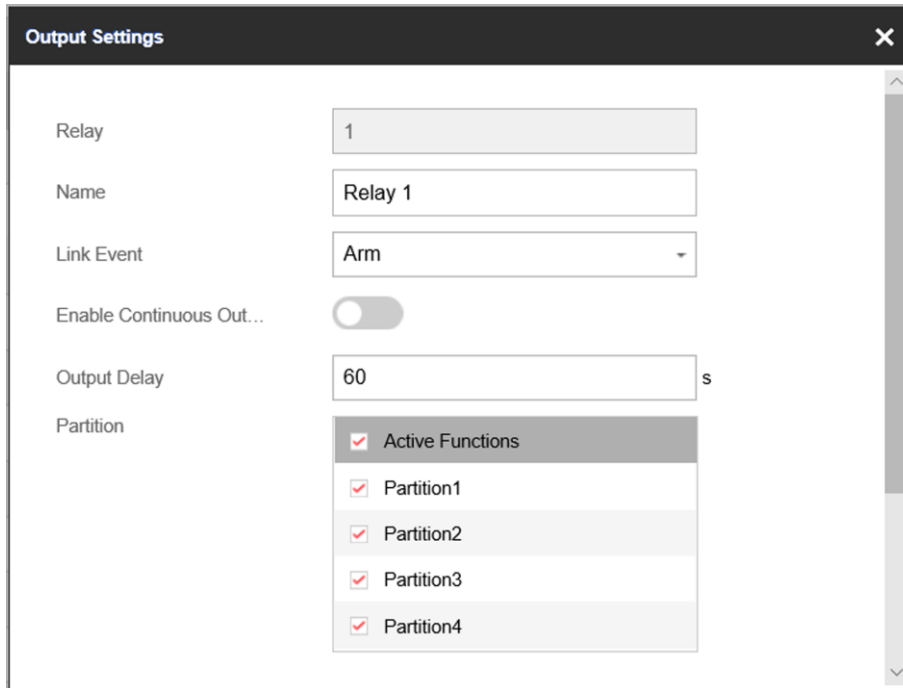 Output Settings
Relay 1
Name Relay 1
Link Event Arm
Enable Continuous Out...
Output Delay 60 s
Partition
Active Functions
Partition1
Partition2
Partition3
Partition4